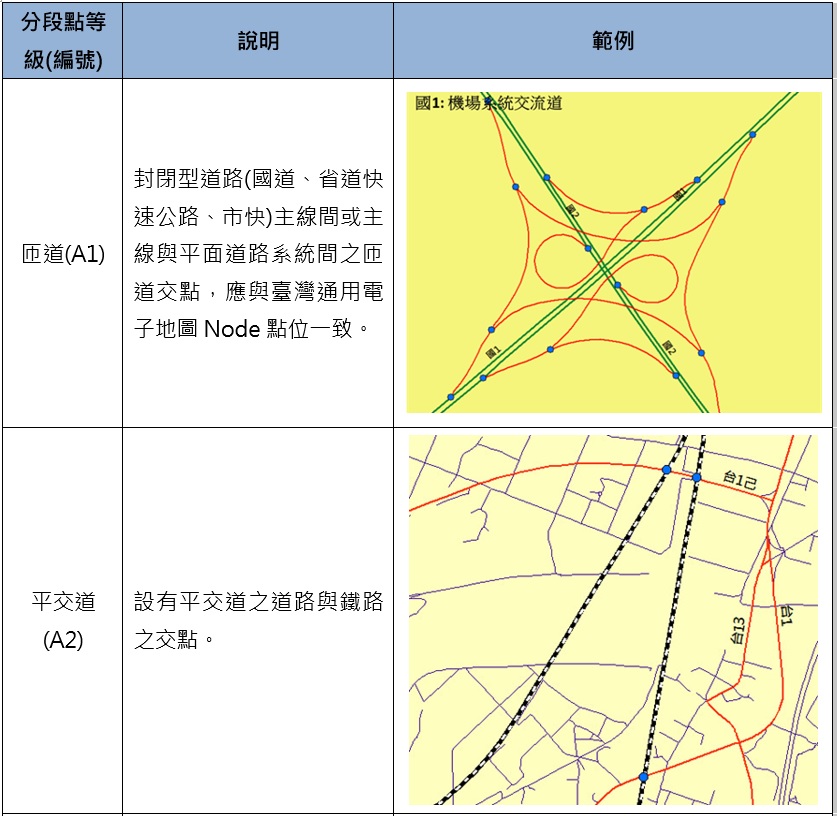 分段點等
級(編號)
說明
範例
匝道(A1)
封閉型道路(國道、省道快
速公路、市快)主線間或主
線與平面道路系統間之匝
道交點，應與臺灣通用電
子地圖 Node 點位一致。
國1: 機場系統交流道
國2
國1
國1
國2
平交道
(A2)
設有平交道之道路與鐵路
之交點。
台1己
台13
台1